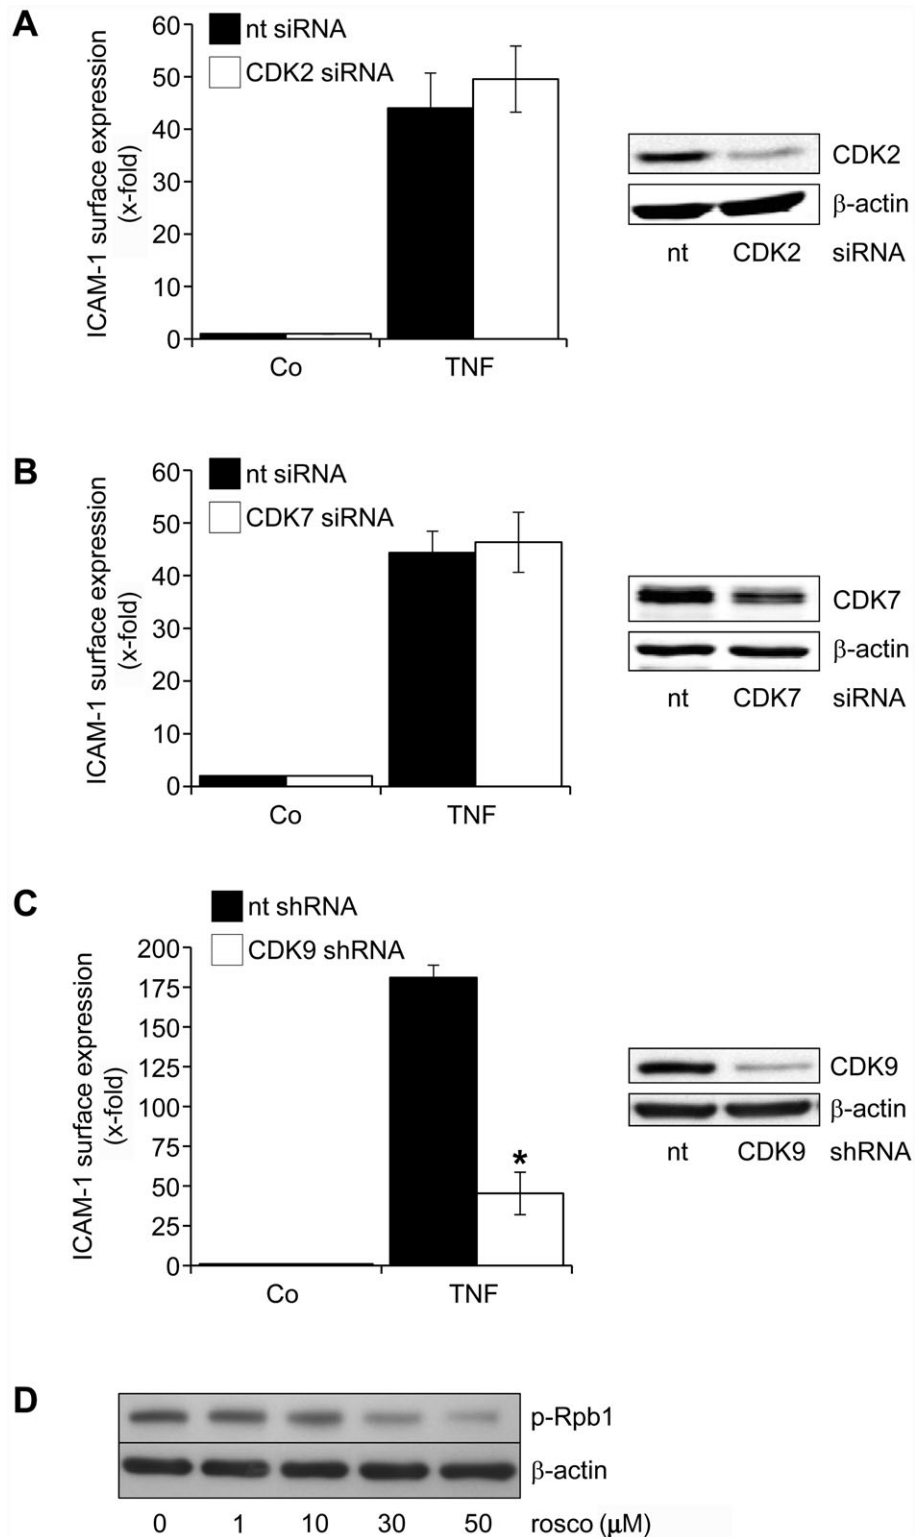 A
ICAM-1 surface expression
(x-fold)
60
50
40
30
20
10
0
nt siRNA
CDK2 siRNA
Co
TNF
CDK2
β-actin
nt
CDK2
siRNA
B
ICAM-1 surface expression
(x-fold)
60
50
40
30
20
10
0
nt siRNA
CDK7 siRNA
Co
TNF
CDK7
β-actin
nt
CDK7
siRNA
C
ICAM-1 surface expression
(x-fold)
nt shRNA
CDK9 shRNA
200
175
150
125
100
75
50
25
0
*
Co
TNF
CDK9
β-actin
nt
CDK9
shRNA
D
p-Rpb1
β-actin
0 1 10 30 50 rosco (μM)